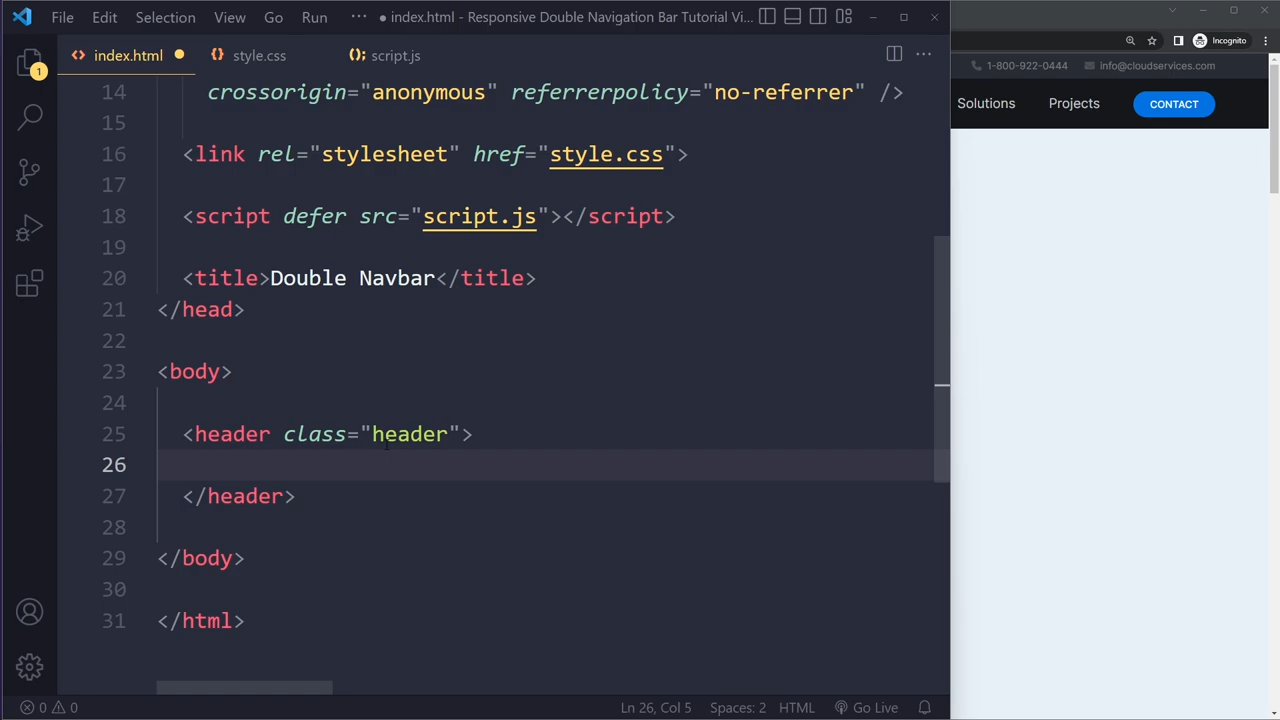 File Edit Selection View Go Run ··· ● index.html - Responsive Double Navigation Bar Tutorial Vi...
index.html style.css script.js
14 crossorigin="anonymous" referrerpolicy="no-referrer" />
15
16 <link rel="stylesheet" href="style.css">
17
18 <script defer src="script.js"></script>
19
20 <title>Double Navbar</title>
21 </head>
22
23 <body>
24
25 <header class="header">
26
27 </header>
28
29 </body>
30
31 </html>
1
0 0 Ln 26, Col 5 Spaces: 2 HTML Go Live
Incognito
1-800-922-0444 info@cloudservices.com
Solutions Projects CONTACT